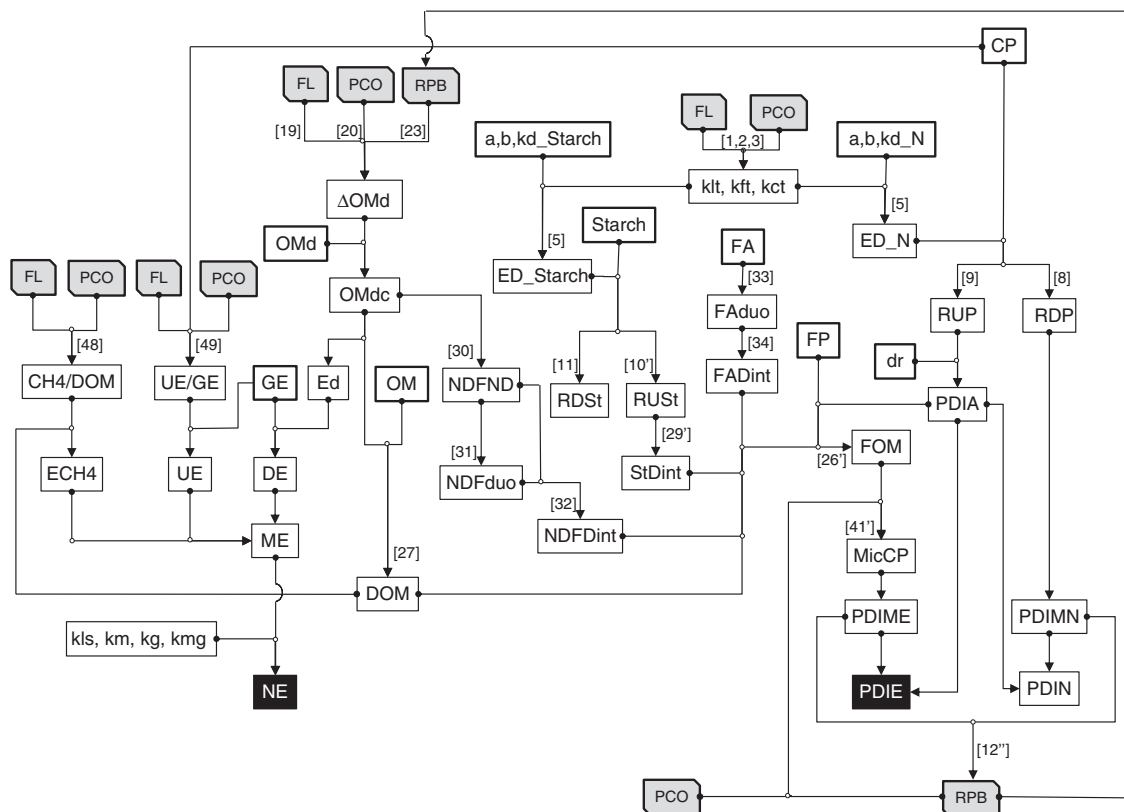 CP
FL
PCO
RPB
FL
PCO
[19]
[20]
[23]
a,b,kd_Starch
[1,2,3]
a,b,kd_N
klt, kft, kct
ΔOMd
[5]
Starch
[5]
OMd
ED_Starch
FA
ED_N
FL
PCO
FL
PCO
OMdc
[33]
[9]
[8]
FAduo
RUP
RDP
[48]
[49]
[30]
[11]
[10']
[34]
FP
dr
CH4/DOM
UE/GE
GE
Ed
OM
NDFND
RDSt
RUSt
FADint
PDIA
[31]
[29']
[26']
FOM
ECH4
UE
DE
NDFduo
StDint
[32]
NDFDint
[41']
ME
[27]
MicCP
DOM
PDIME
PDIMN
kls, km, kg, kmg
NE
PDIE
PDIN
[12'']
PCO
RPB